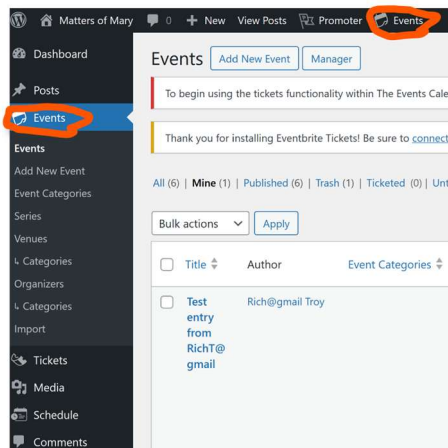 Matters of Mary 0 + New View Posts Promoter Events
Dashboard
Posts
Events
Events
Add New Event
Event Categories
Series
Venues
↳ Categories
Organizers
↳ Categories
Import
Tickets
Media
Schedule
Comments
Events Add New Event Manager
To begin using the tickets functionality within The Events Cale
Thank you for installing Eventbrite Tickets! Be sure to connect
All (6) | Mine (1) | Published (6) | Trash (1) | Ticketed (0) | Unt
Bulk actions Apply
Title Author Event Categories
Test Rich@gmail Troy
entry
from
RichT@
gmail